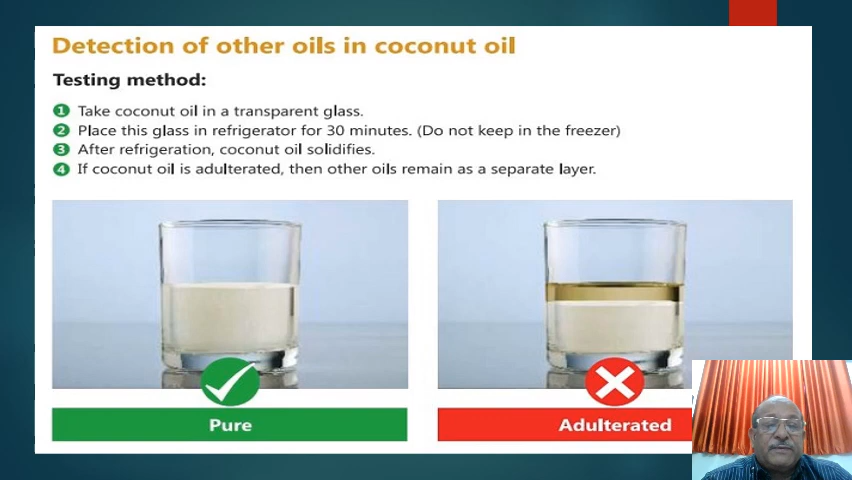 Detection of other oils in coconut oil
Testing method:
1 Take coconut oil in a transparent glass.
2 Place this glass in refrigerator for 30 minutes. (Do not keep in the freezer)
3 After refrigeration, coconut oil solidifies.
4 If coconut oil is adulterated, then other oils remain as a separate layer.
Pure
Adulterated